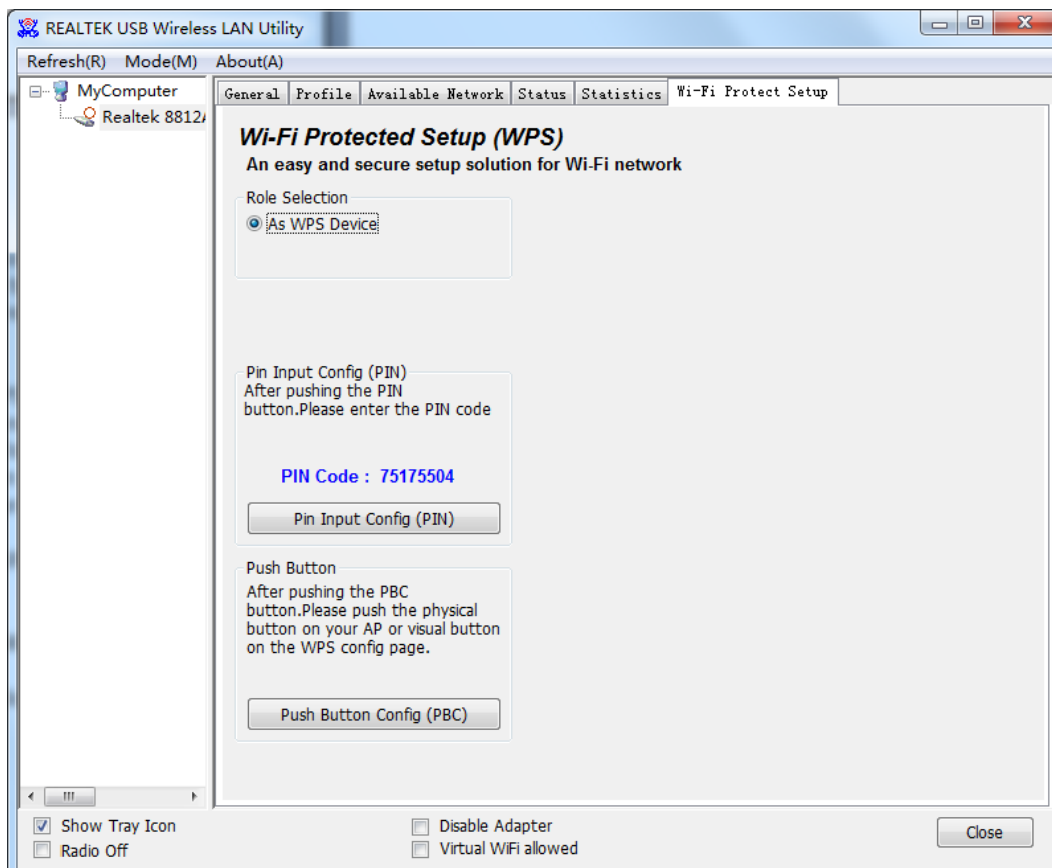 REALTEK USB Wireless LAN Utility
Refresh(R) Mode(M) About(A)
MyComputer
Realtek 8812
General Profile Available Network Status Statistics Wi-Fi Protect Setup
Wi-Fi Protected Setup (WPS)
An easy and secure setup solution for Wi-Fi network
Role Selection
As WPS Device
Pin Input Config (PIN)
After pushing the PIN
button.Please enter the PIN code
PIN Code : 75175504
Pin Input Config (PIN)
Push Button
After pushing the PBC
button.Please push the physical
button on your AP or visual button
on the WPS config page.
Push Button Config (PBC)
Show Tray Icon
Radio Off
Disable Adapter
Virtual WiFi allowed
Close